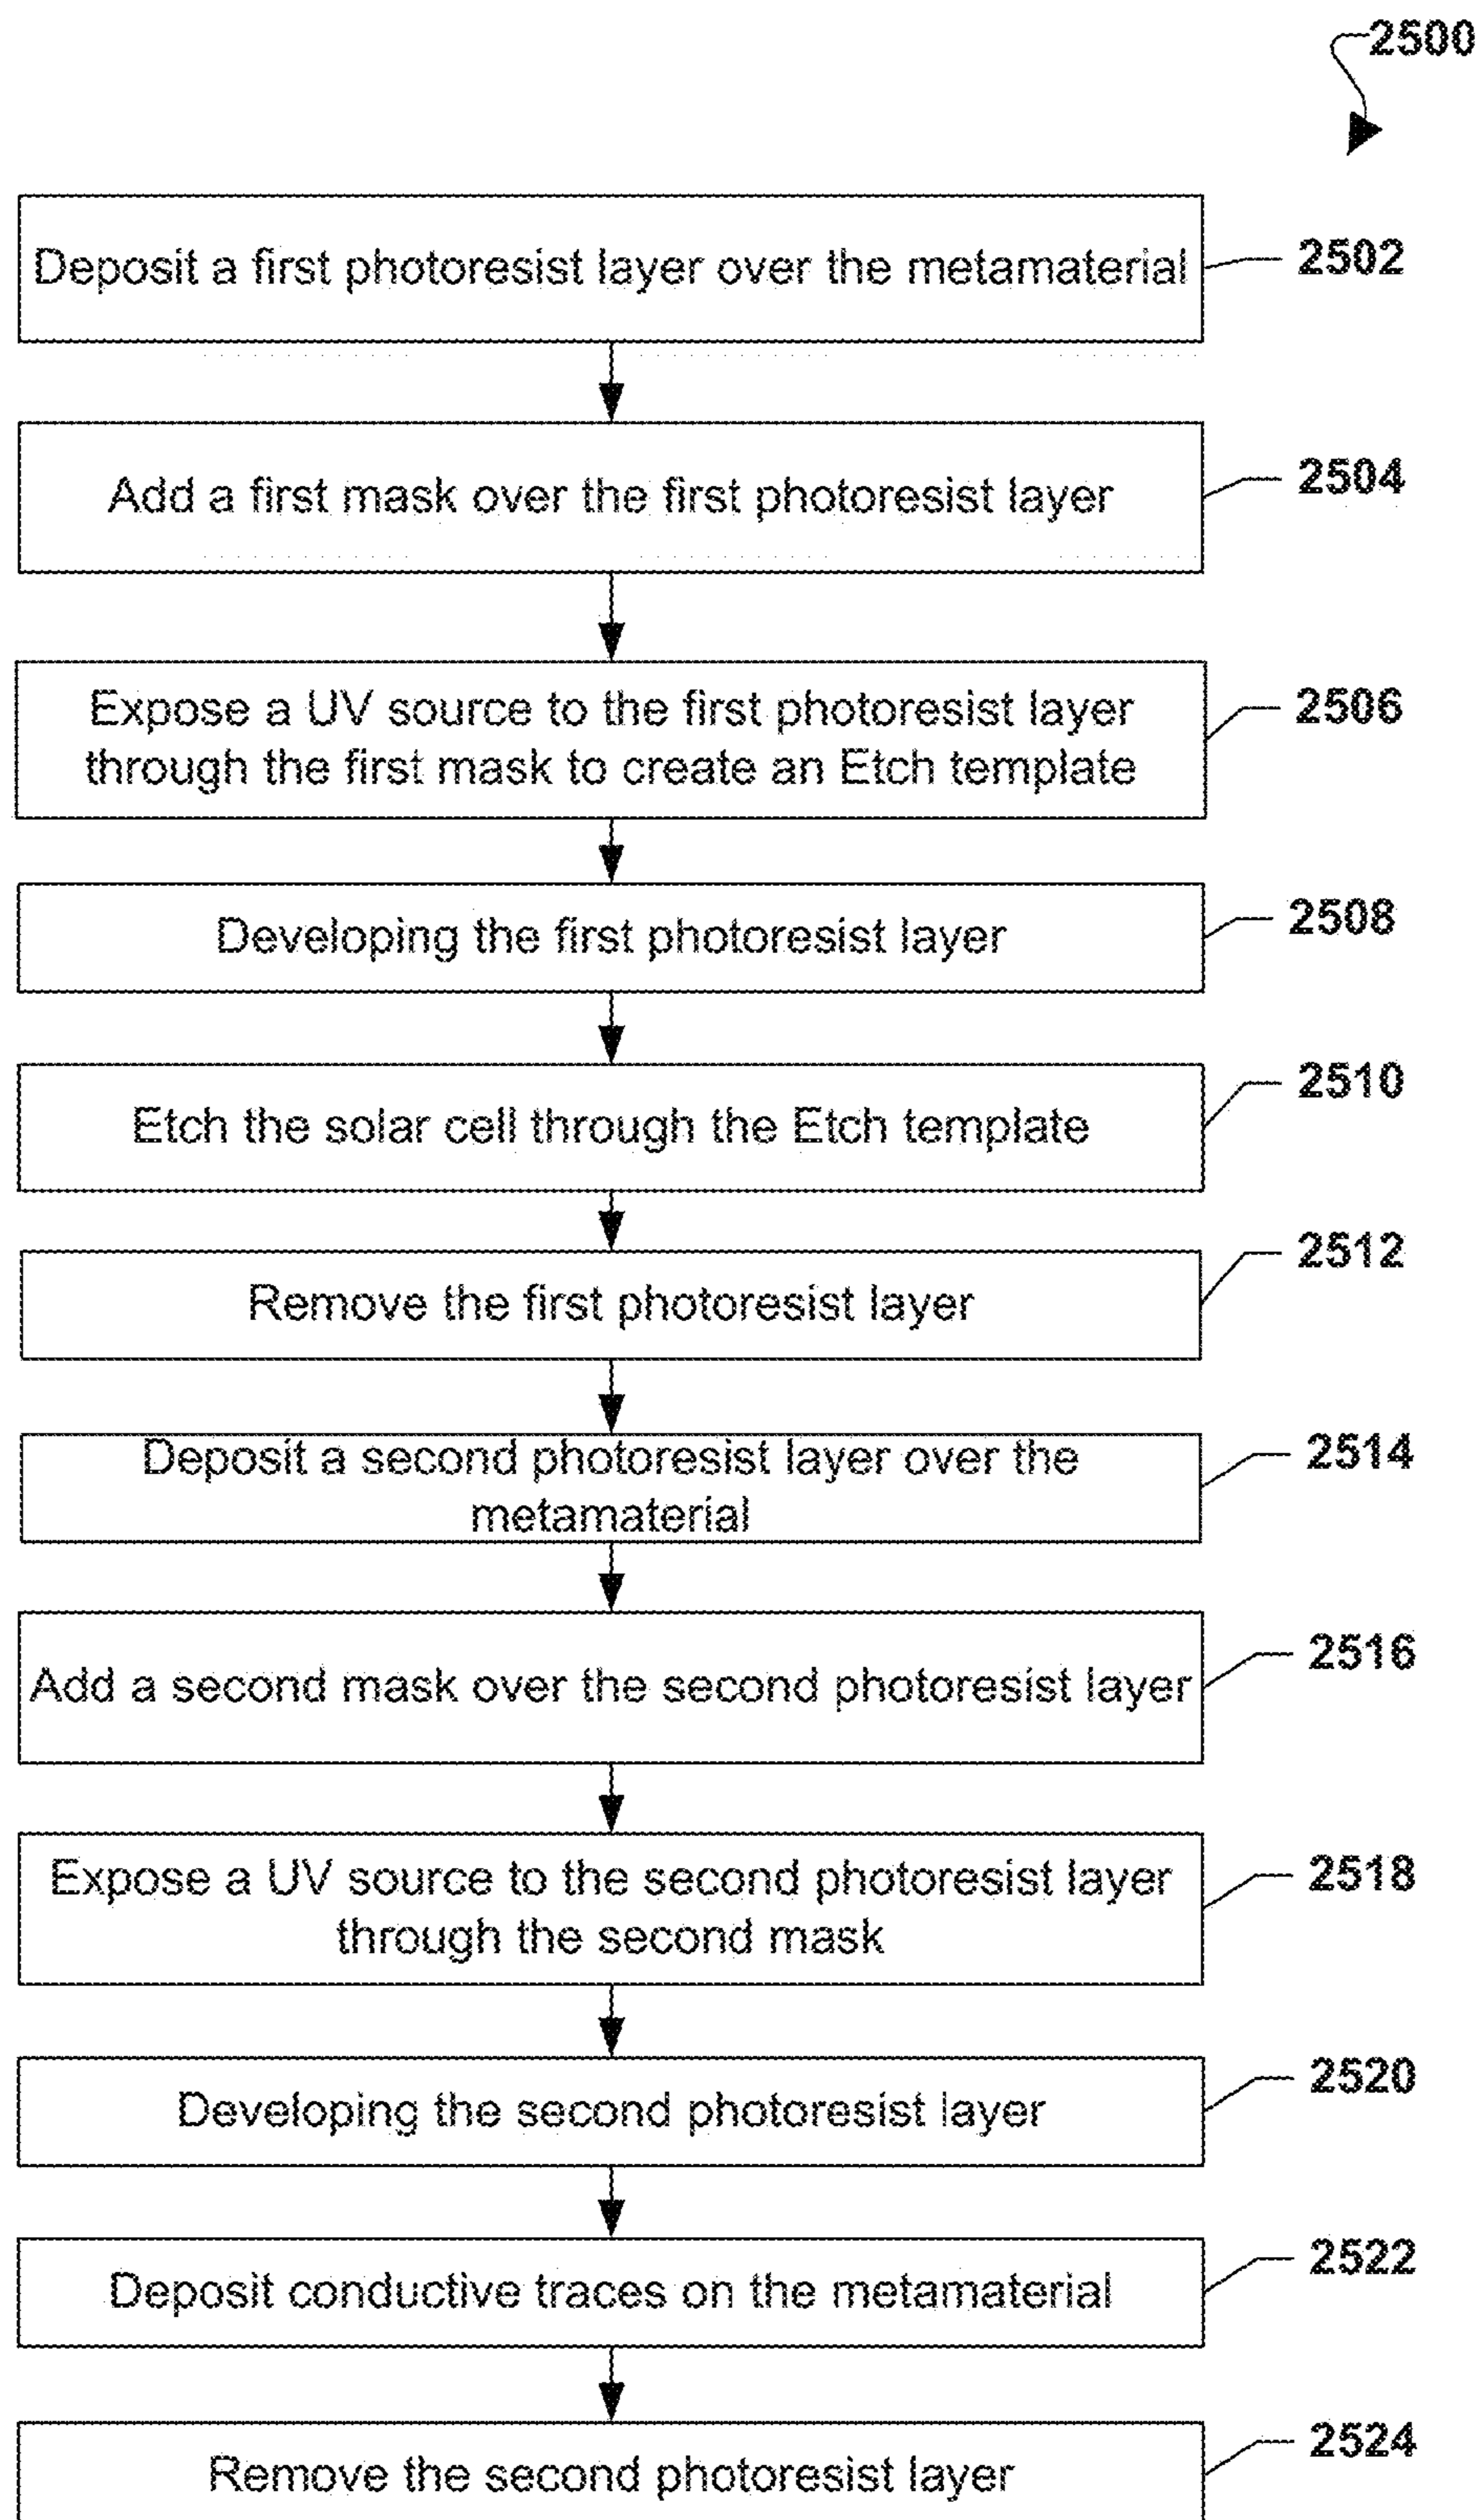 2500
Deposit a first photoresist layer over the metamaterial
2502
Add a first mask over the first photoresist layer
2504
Expose a UV source to the first photoresist layer
through the first mask to create an Etch template
2506
Developing the first photoresist layer
2508
Etch the solar cell through the Etch template
2510
Remove the first photoresist layer
2512
Deposit a second photoresist layer over the
metamaterial
2514
Add a second mask over the second photoresist layer
2516
Expose a UV source to the second photoresist layer
through the second mask
2518
Developing the second photoresist layer
2520
Deposit conductive traces on the metamaterial
2522
Remove the second photoresist layer
2524